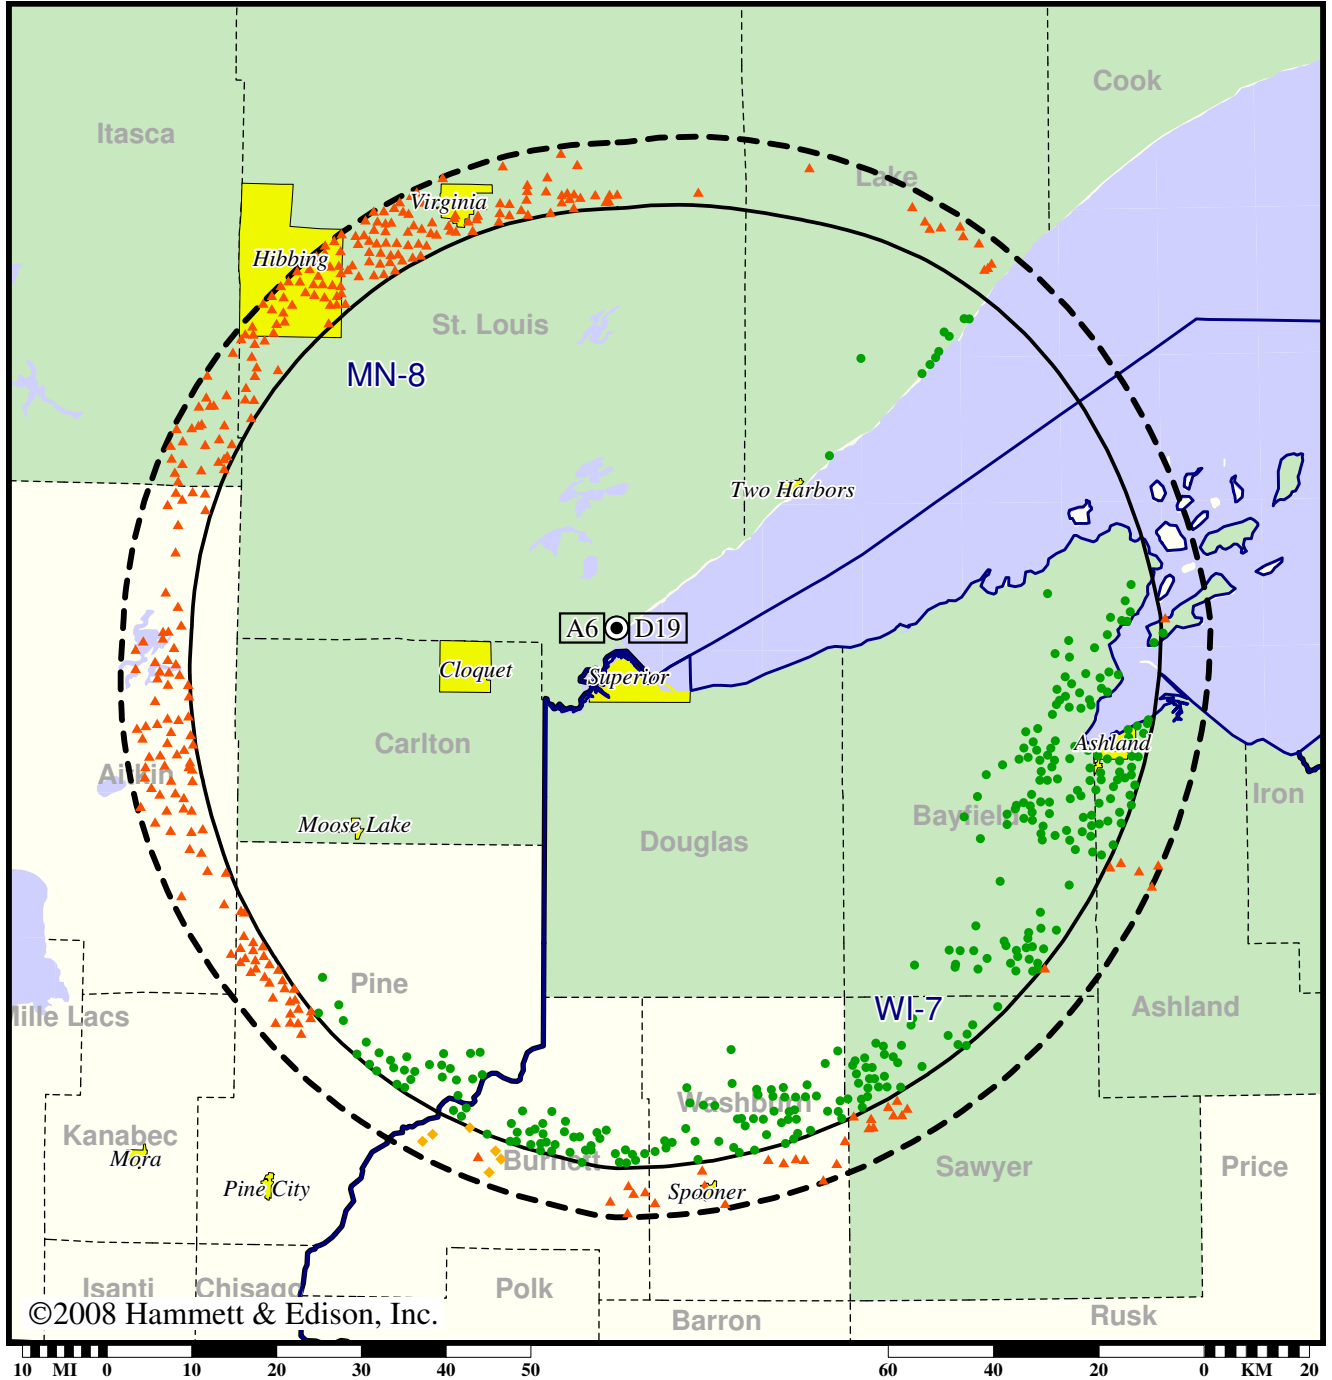 Cook
Itasca
Lake
Virginia
Hibbing
St. Louis
MN-8
Two Harbors
A6 D19
Cloquet
Superior
Carlton
Ashland
Aitkin
Iron
Bayfield
Moose Lake
Douglas
Pine
WI-7
Ashland
Mille Lacs
Washburn
Kanabec
Mora
Burnett
Sawyer
Price
Pine City
Spooner
Isanti
Chisago
Polk
Rusk
Barron
©2008 Hammett & Edison, Inc.
10 MI 0 10 20 30 40 50 60 40 20 0 KM 20